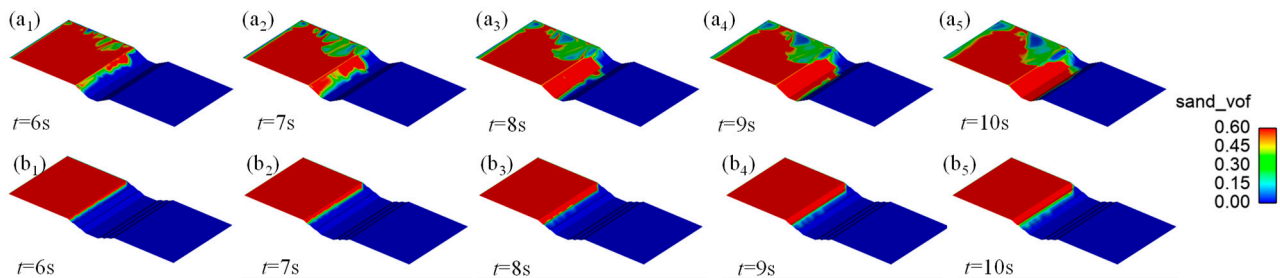 (a₁) (a₂) (a₃) (a₄) (a₅)
t=6s t=7s t=8s t=9s t=10s
sand_vof
0.60
0.45
0.30
0.15
0.00
(b₁) (b₂) (b₃) (b₄) (b₅)
t=6s t=7s t=8s t=9s t=10s